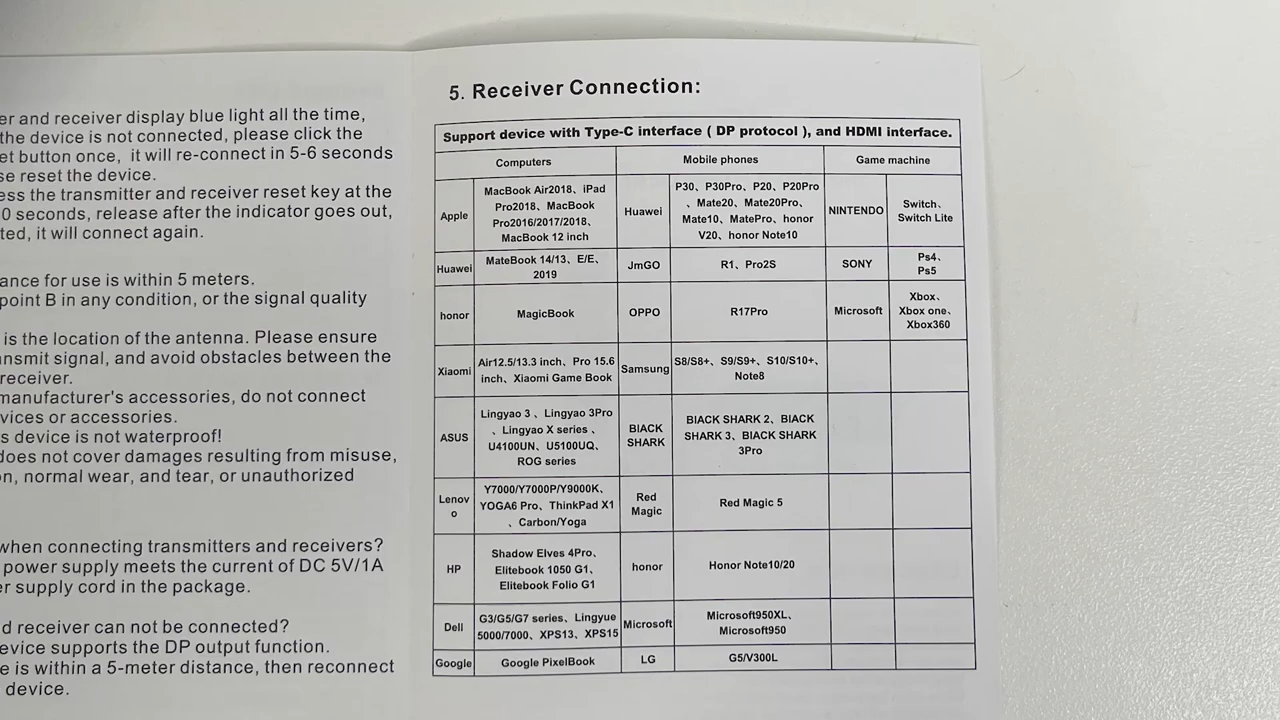 er and receiver display blue light all the time,
the device is not connected, please click the
et button once, it will re-connect in 5-6 seconds
se reset the device.
ess the transmitter and receiver reset key at the
0 seconds, release after the indicator goes out,
ted, it will connect again.
ance for use is within 5 meters.
point B in any condition, or the signal quality
is the location of the antenna. Please ensure
ansmit signal, and avoid obstacles between the
receiver.
manufacturer's accessories, do not connect
vices or accessories.
s device is not waterproof!
does not cover damages resulting from misuse,
on, normal wear, and tear, or unauthorized
when connecting transmitters and receivers?
power supply meets the current of DC 5V/1A
er supply cord in the package.
d receiver can not be connected?
evice supports the DP output function.
e is within a 5-meter distance, then reconnect
device.
5. Receiver Connection:
Support device with Type-C interface ( DP protocol ), and HDMI interface.
Computers
Mobile phones
Game machine
Apple
MacBook Air2018、iPad
Pro2018、MacBook
Pro2016/2017/2018、
MacBook 12 inch
Huawei
P30、P30Pro、P20、P20Pro
、Mate20、Mate20Pro、
Mate10、MatePro、honor
V20、honor Note10
NINTENDO
Switch、
Switch Lite
Huawei
MateBook 14/13、E/E、
2019
JmGO
R1、Pro2S
SONY
Ps4、
Ps5
honor
MagicBook
OPPO
R17Pro
Microsoft
Xbox、
Xbox one、
Xbox360
Xiaomi
Air12.5/13.3 inch、Pro 15.6
inch、Xiaomi Game Book
Samsung
S8/S8+、S9/S9+、S10/S10+、
Note8
ASUS
Lingyao 3 、Lingyao 3Pro
、Lingyao X series 、
U4100UN、U5100UQ、
ROG series
BIACK
SHARK
BIACK SHARK 2、BIACK
SHARK 3、BIACK SHARK
3Pro
Lenov
o
Y7000/Y7000P/Y9000K、
YOGA6 Pro、ThinkPad X1
、Carbon/Yoga
Red
Magic
Red Magic 5
HP
Shadow Elves 4Pro、
Elitebook 1050 G1、
Elitebook Folio G1
honor
Honor Note10/20
Dell
G3/G5/G7 series、Lingyue
5000/7000、XPS13、XPS15
Microsoft
Microsoft950XL、
Microsoft950
Google
Google PixelBook
LG
G5/V300L